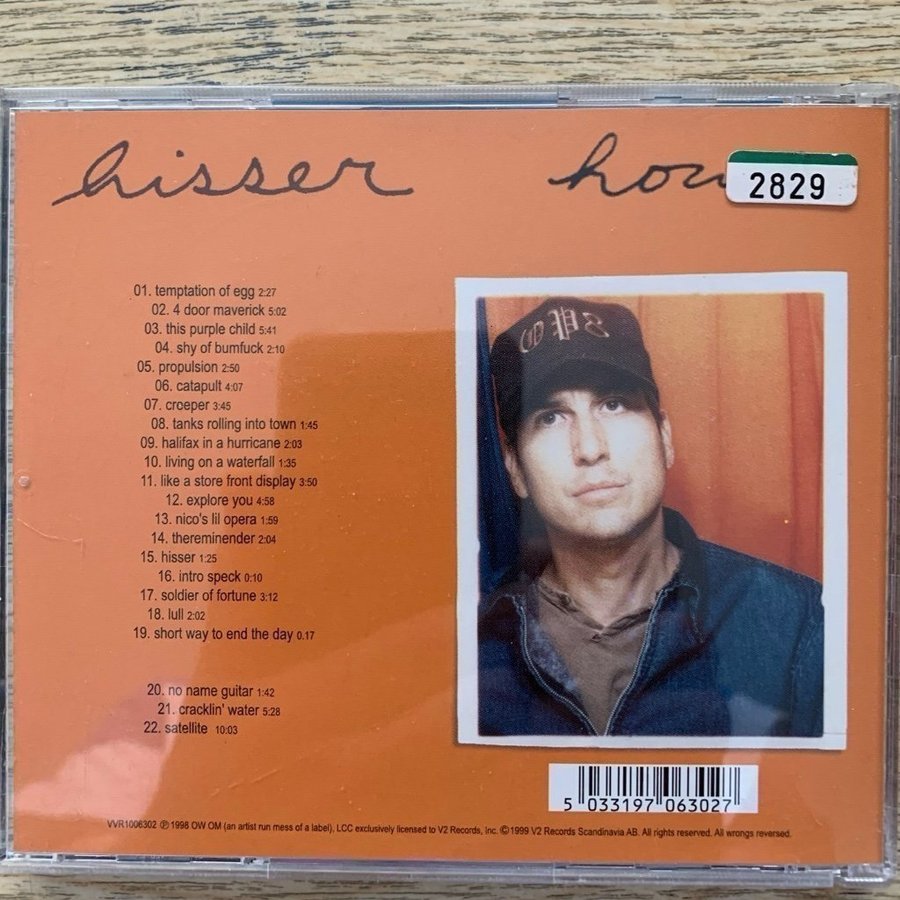 hisser
how
2829
01. temptation of egg 2:27
02. 4 door maverick 5:02
03. this purple child 5:41
04. shy of bumfuck 2:10
05. propulsion 2:50
06. catapult 4:07
07. creeper 3:45
08. tanks rolling into town 1:45
09. halifax in a hurricane 2:03
10. living on a waterfall 1:35
11. like a store front display 3:50
12. explore you 4:58
13. nico's lil opera 1:59
14. thereminender 2:04
15. hisser 1:25
16. intro speck 0:10
17. soldier of fortune 3:12
18. lull 2:02
19. short way to end the day 0.17
20. no name guitar 1:42
21. cracklin' water 5:28
22. satellite 10:03
5 033197 063027
VVR1006302 ℗ 1998 OW OM (an artist run mess of a label), LCC exclusively licensed to V2 Records, Inc. © 1999 V2 Records Scandinavia AB. All rights reserved. All wrongs reversed.